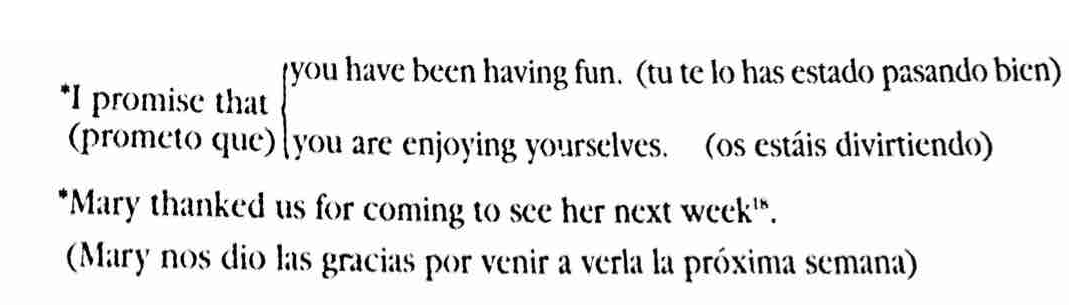 you have been having fun. (tu te lo has estado pasando bien)
*I promise that
(prometo que) you are enjoying yourselves. (os estáis divirtiendo)
*Mary thanked us for coming to see her next week¹⁸.
(Mary nos dio las gracias por venir a verla la próxima semana)